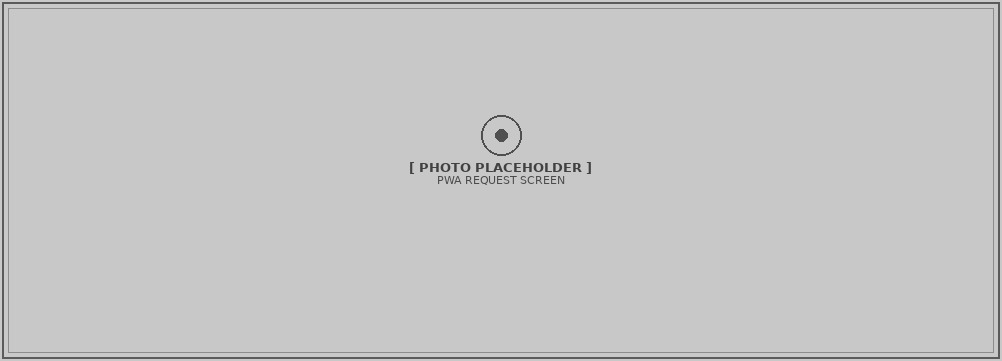 [ PHOTO PLACEHOLDER ]
PWA REQUEST SCREEN